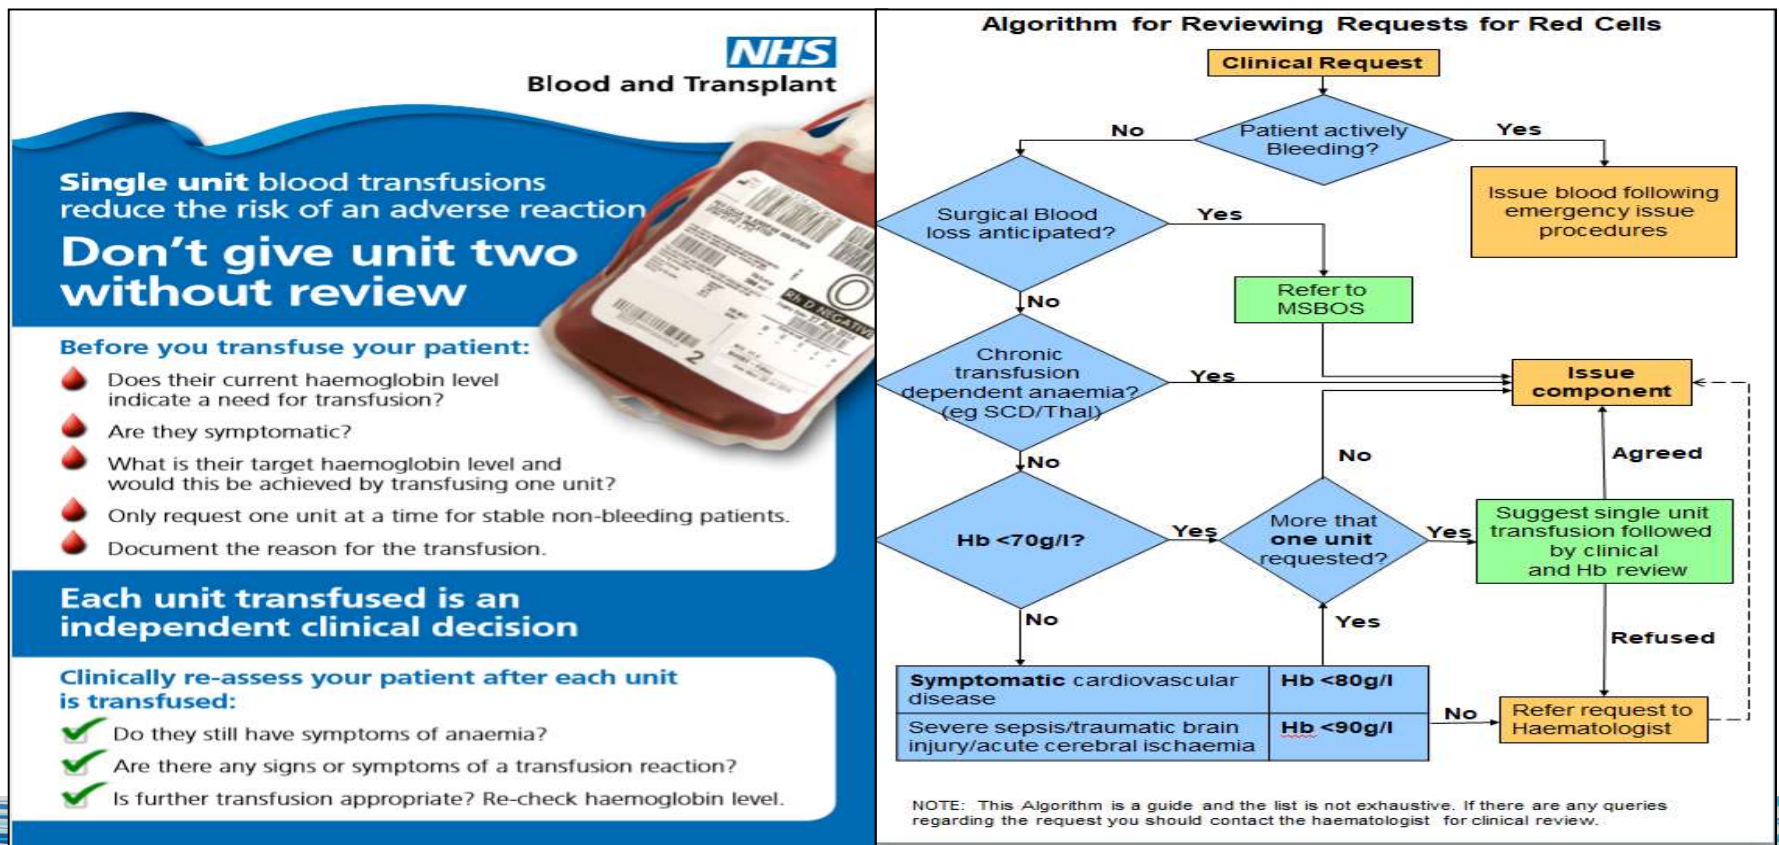 NHS
Blood and Transplant
Single unit blood transfusions
reduce the risk of an adverse reaction
Don't give unit two
without review
Before you transfuse your patient:
Does their current haemoglobin level
indicate a need for transfusion?
Are they symptomatic?
What is their target haemoglobin level and
would this be achieved by transfusing one unit?
Only request one unit at a time for stable non-bleeding patients.
Document the reason for the transfusion.
Each unit transfused is an
independent clinical decision
Clinically re-assess your patient after each unit
is transfused:
Do they still have symptoms of anaemia?
Are there any signs or symptoms of a transfusion reaction?
Is further transfusion appropriate? Re-check haemoglobin level.
O
Rh D NEGATIVE
2
Algorithm for Reviewing Requests for Red Cells
Clinical Request
Patient actively
Bleeding?
No
Yes
Issue blood following
emergency issue
procedures
Surgical Blood
loss anticipated?
Yes
Refer to
MSBOS
No
Chronic
transfusion
dependent anaemia?
(eg SCD/Thal)
Yes
Issue
component
No
No
Agreed
Hb <70g/l?
Yes
More that
one unit
requested?
Yes
Suggest single unit
transfusion followed
by clinical
and Hb review
No
Yes
Refused
Symptomatic cardiovascular
disease
Hb <80g/l
Severe sepsis/traumatic brain
injury/acute cerebral ischaemia
Hb <90g/l
No
Refer request to
Haematologist
NOTE: This Algorithm is a guide and the list is not exhaustive. If there are any queries
regarding the request you should contact the haematologist for clinical review.